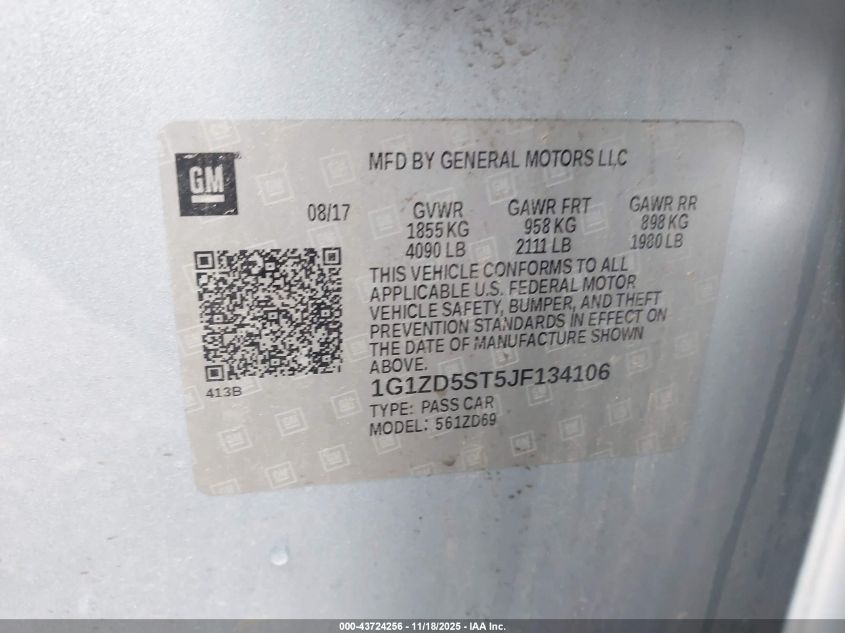 MFD BY GENERAL MOTORS LLC
GM
08/17
GVWR GAWR FRT GAWR RR
1855 KG 958 KG 898 KG
4090 LB 2111 LB 1980 LB
THIS VEHICLE CONFORMS TO ALL
APPLICABLE U.S. FEDERAL MOTOR
VEHICLE SAFETY, BUMPER, AND THEFT
PREVENTION STANDARDS IN EFFECT ON
THE DATE OF MANUFACTURE SHOWN
ABOVE.
413B
1G1ZD5ST5JF134106
TYPE: PASS CAR
MODEL: 561ZD69
000-43724256 - 11/18/2025 - IAA Inc.